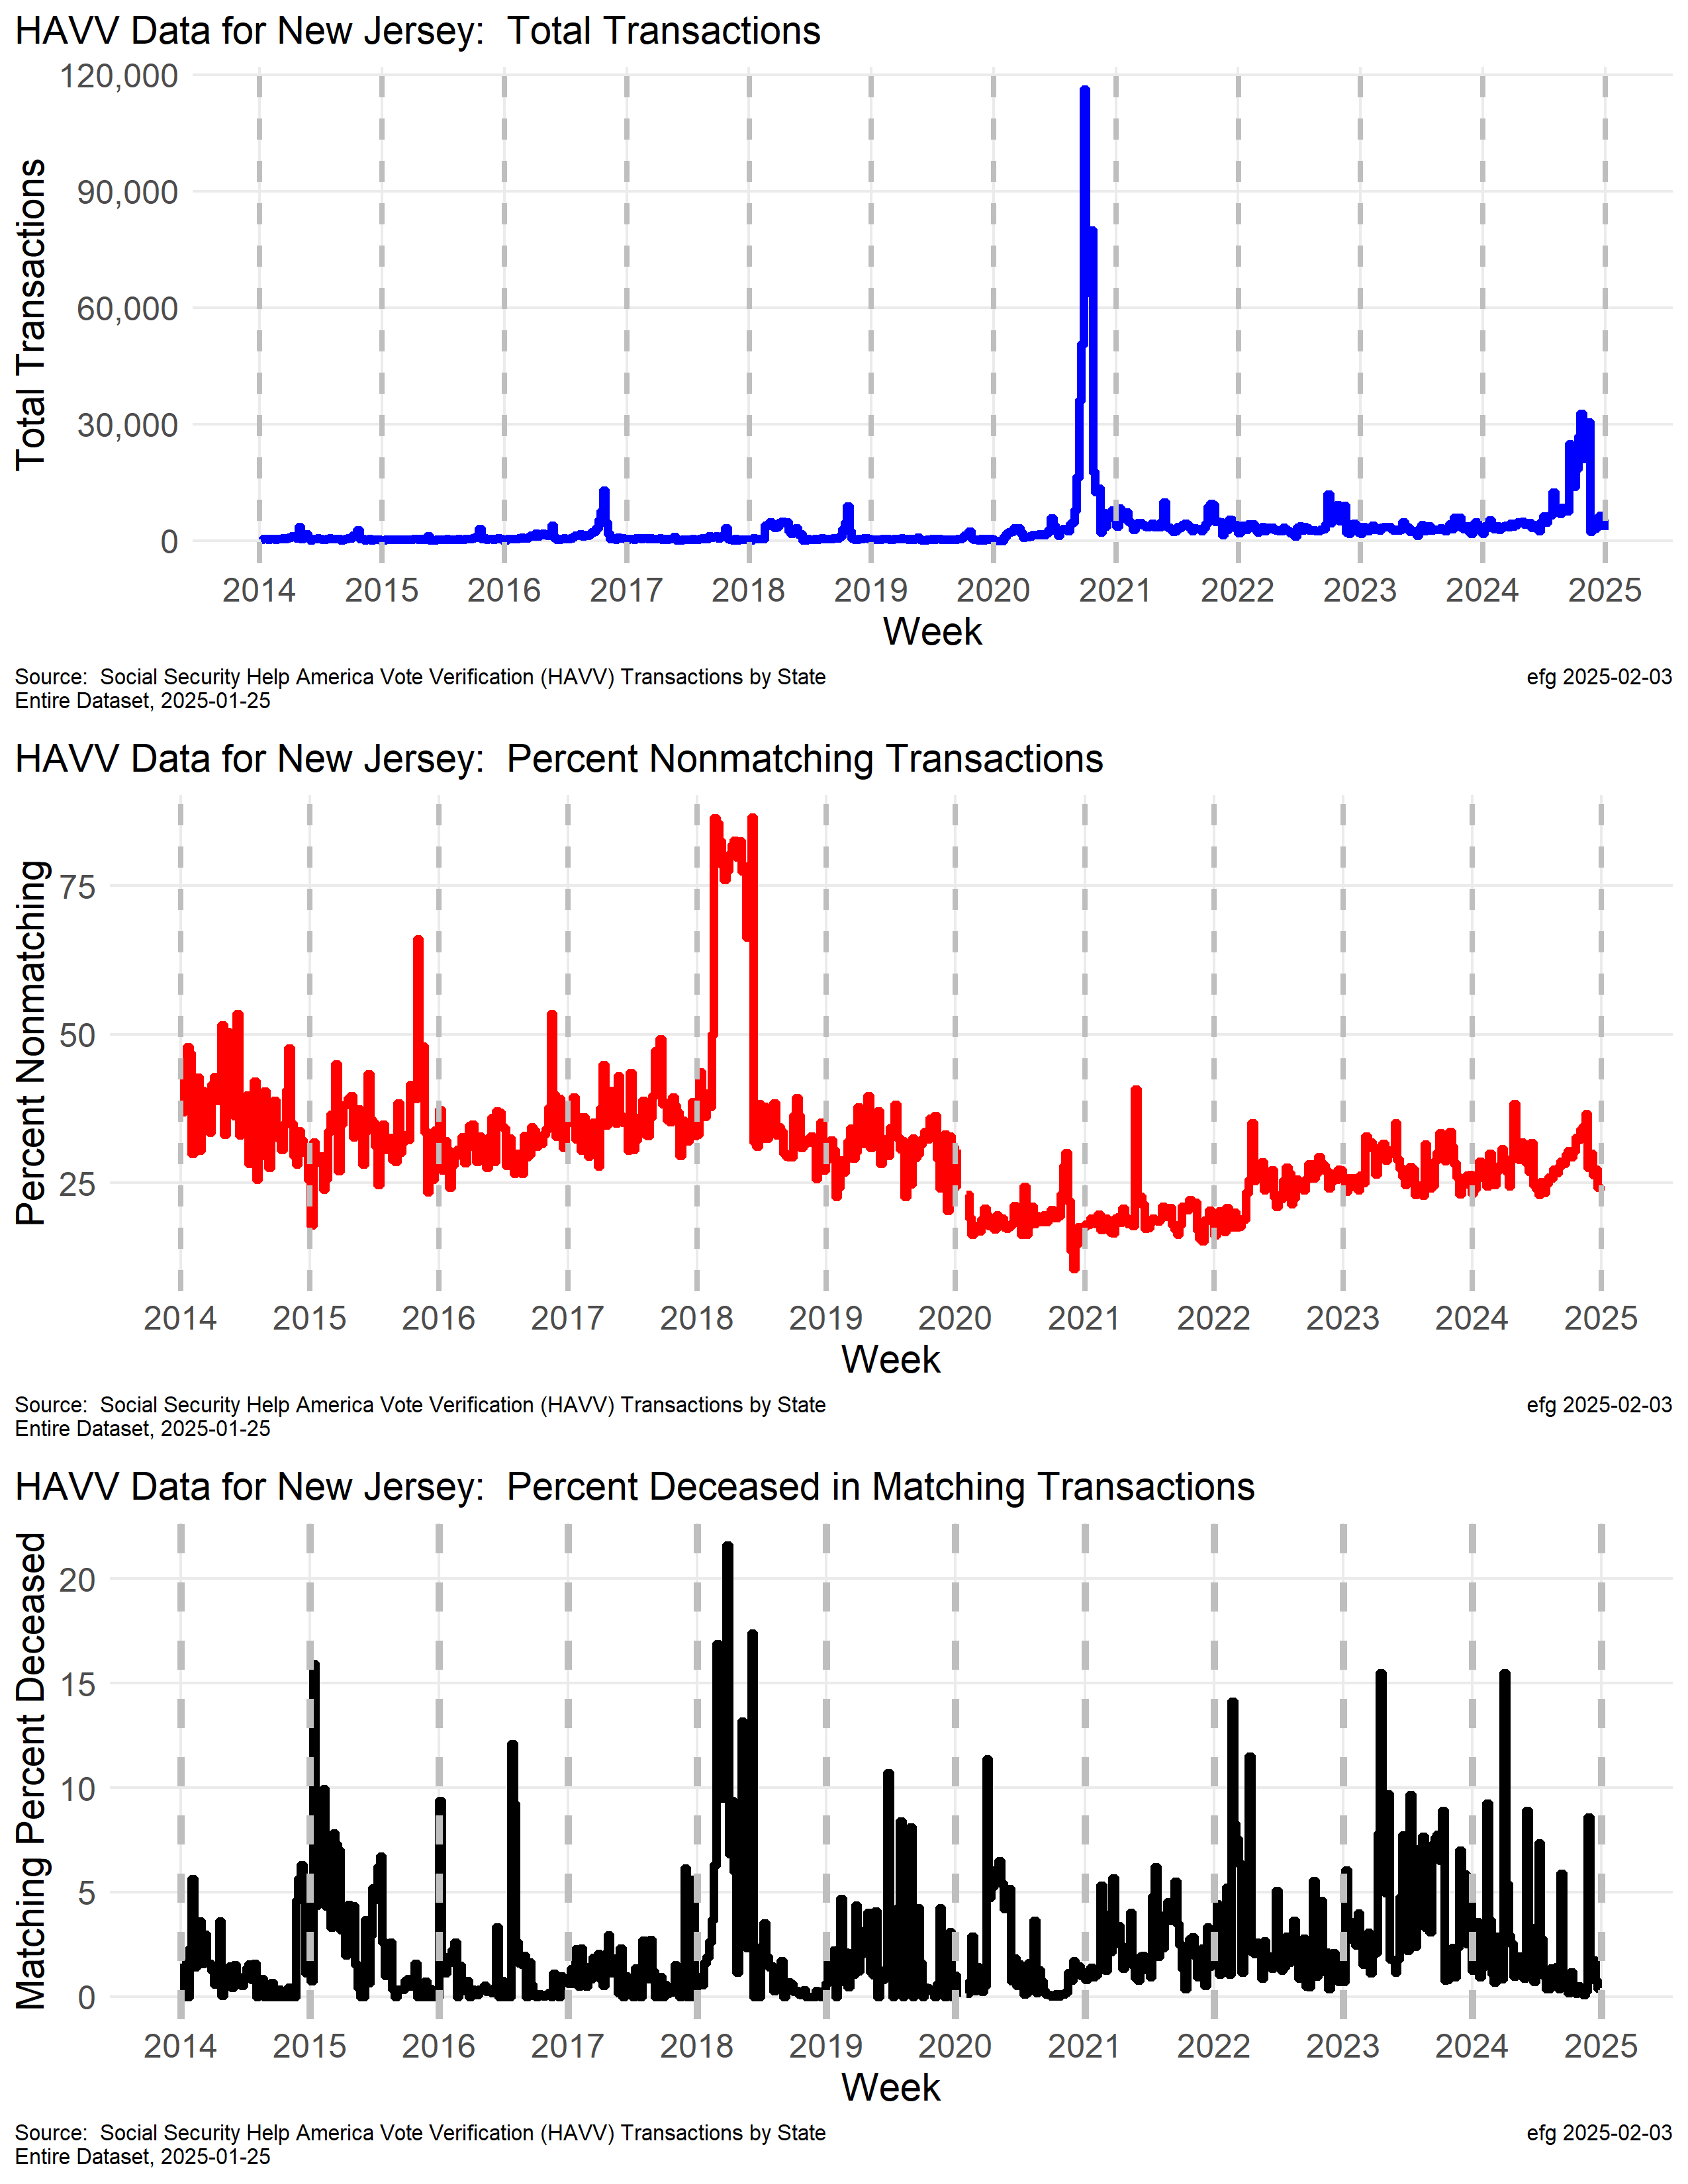 HAVV Data for New Jersey:  Total Transactions
Total Transactions
120,000
90,000
60,000
30,000
0
2014 2015 2016 2017 2018 2019 2020 2021 2022 2023 2024 2025
Week
Source:  Social Security Help America Vote Verification (HAVV) Transactions by State efg 2025-02-03
Entire Dataset, 2025-01-25
HAVV Data for New Jersey:  Percent Nonmatching Transactions
Percent Nonmatching
75
50
25
2014 2015 2016 2017 2018 2019 2020 2021 2022 2023 2024 2025
Week
Source:  Social Security Help America Vote Verification (HAVV) Transactions by State efg 2025-02-03
Entire Dataset, 2025-01-25
HAVV Data for New Jersey:  Percent Deceased in Matching Transactions
Matching Percent Deceased
20
15
10
5
0
2014 2015 2016 2017 2018 2019 2020 2021 2022 2023 2024 2025
Week
Source:  Social Security Help America Vote Verification (HAVV) Transactions by State efg 2025-02-03
Entire Dataset, 2025-01-25